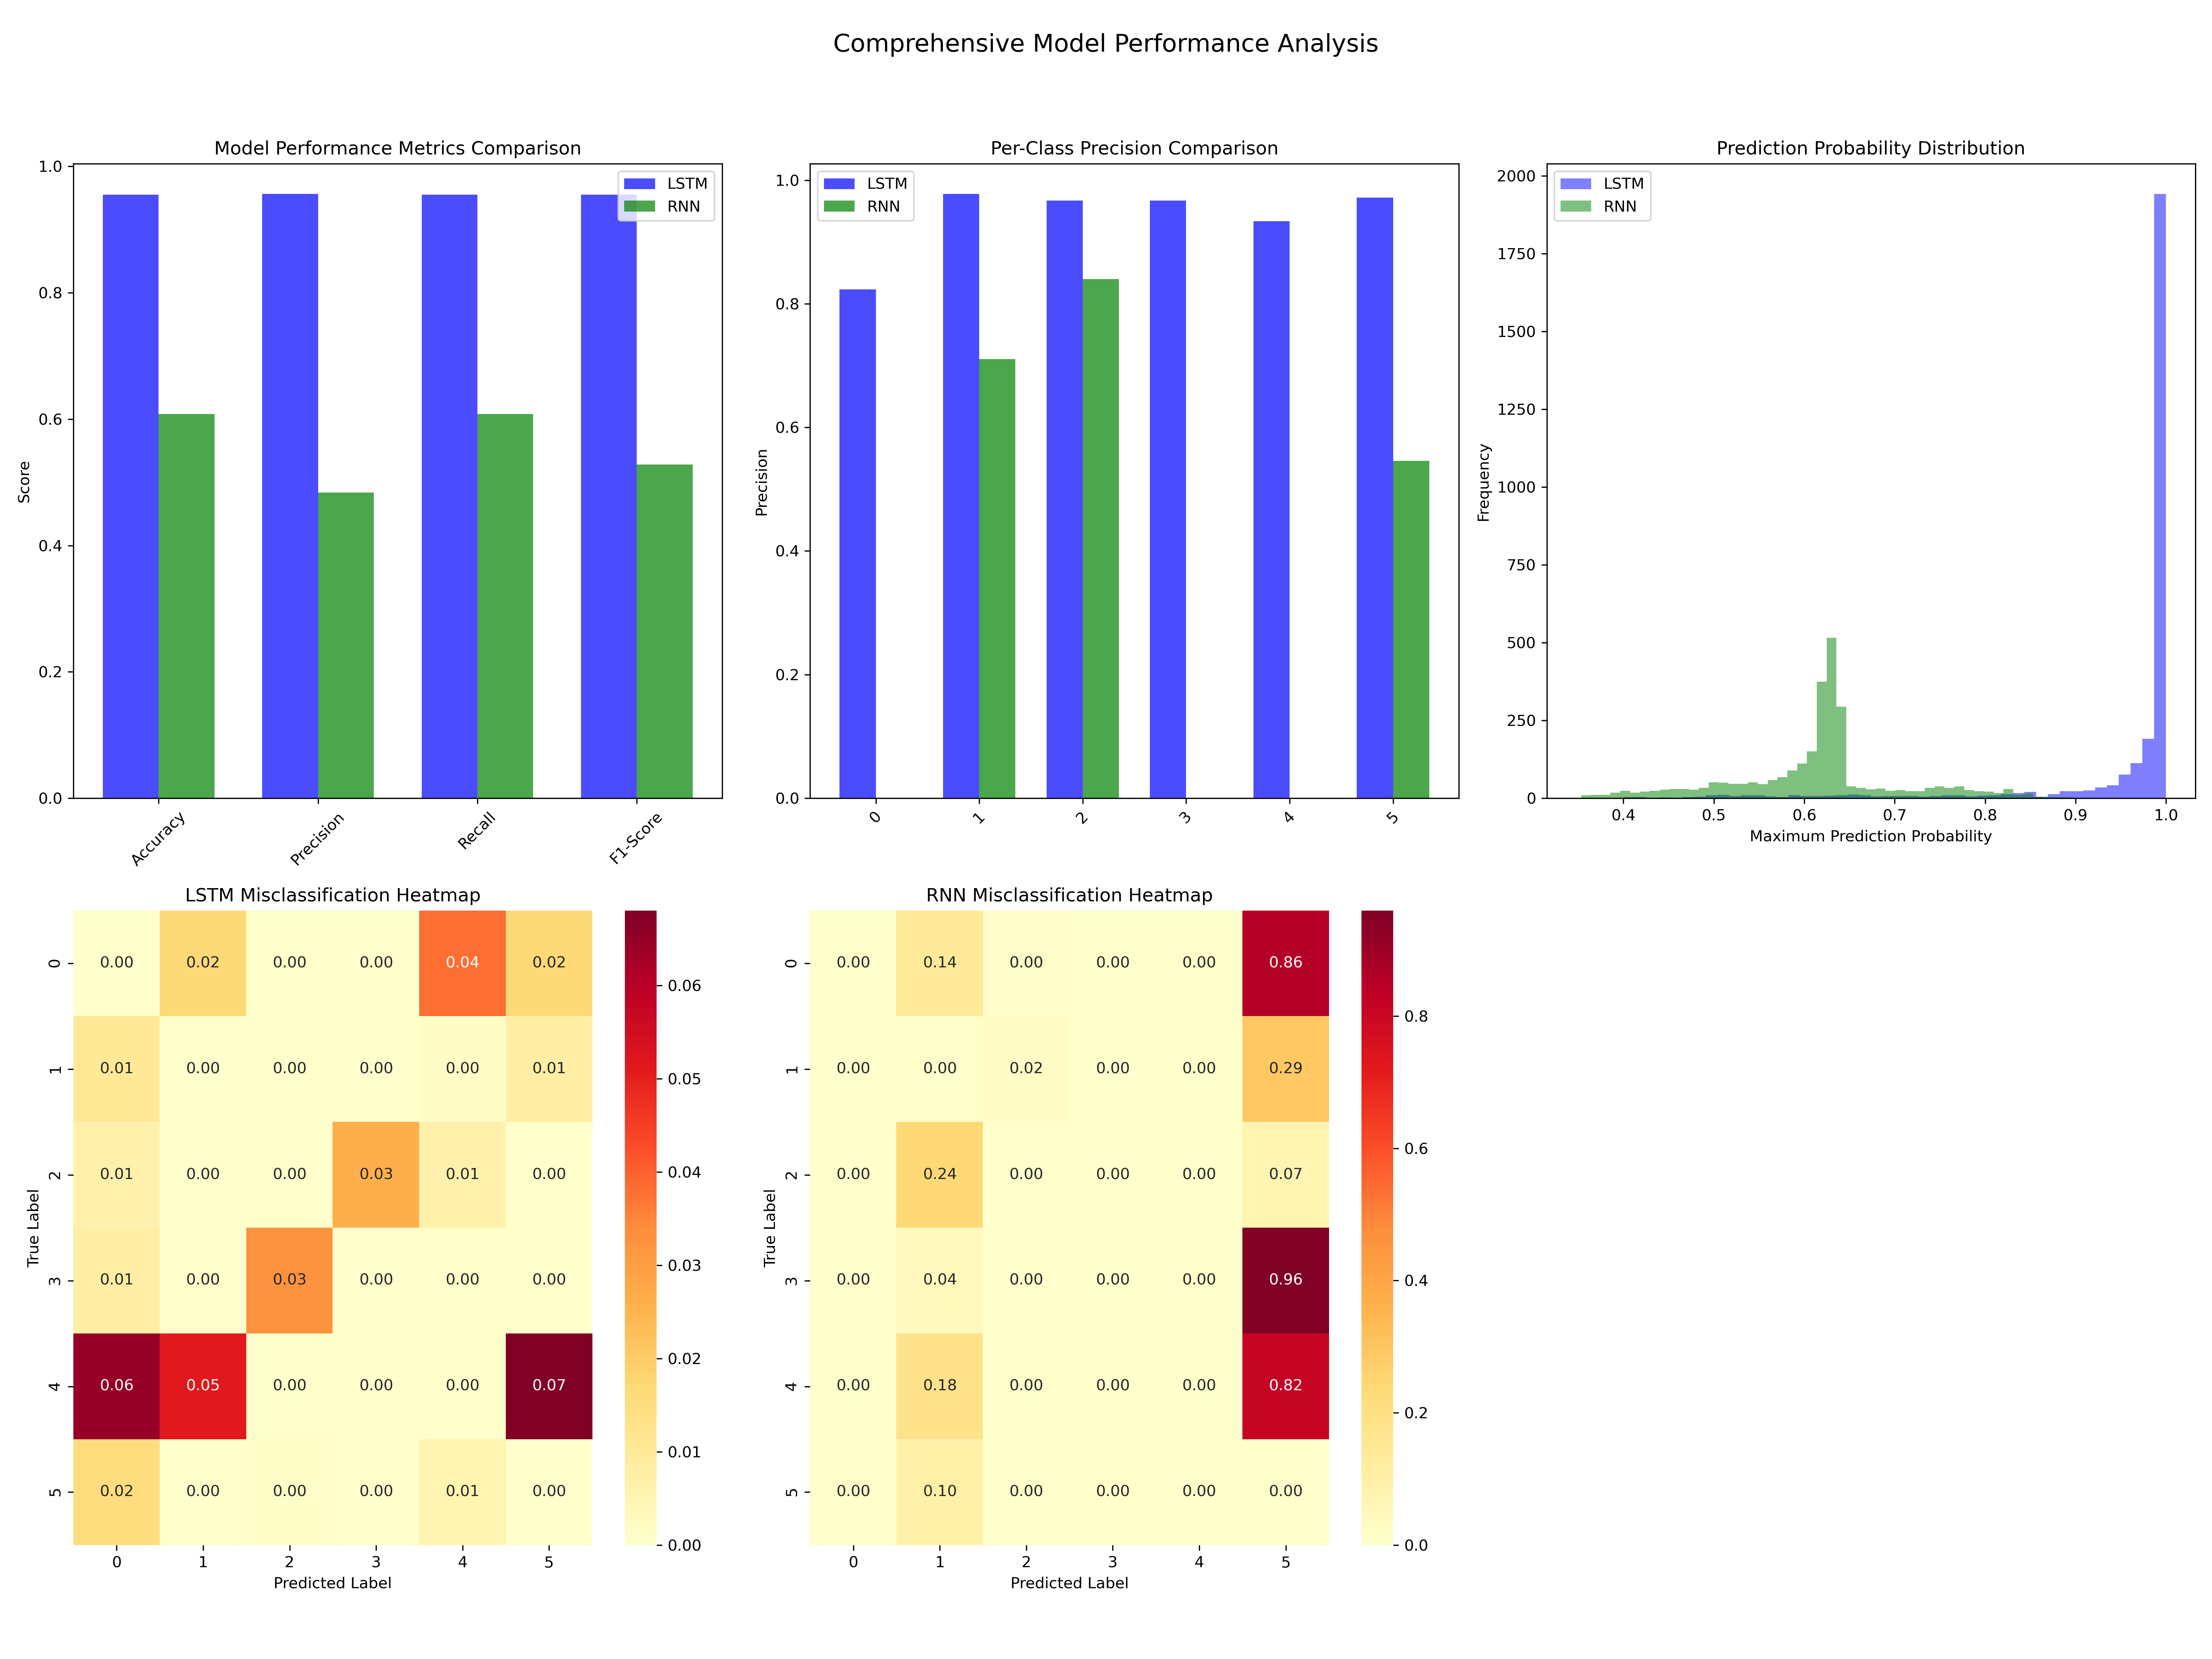 Comprehensive Model Performance Analysis
Model Performance Metrics Comparison
LSTM
RNN
Score
1.0
0.8
0.6
0.4
0.2
0.0
Accuracy
Precision
Recall
F1-Score
Per-Class Precision Comparison
LSTM
RNN
Precision
1.0
0.8
0.6
0.4
0.2
0.0
0 1 2 3 4 5
Prediction Probability Distribution
LSTM
RNN
Frequency
2000
1750
1500
1250
1000
750
500
250
0
0.4 0.5 0.6 0.7 0.8 0.9 1.0
Maximum Prediction Probability
LSTM Misclassification Heatmap
True Label
0 0.00 0.02 0.00 0.00 0.04 0.02
1 0.01 0.00 0.00 0.00 0.00 0.01
2 0.01 0.00 0.00 0.03 0.01 0.00
3 0.01 0.00 0.03 0.00 0.00 0.00
4 0.06 0.05 0.00 0.00 0.00 0.07
5 0.02 0.00 0.00 0.00 0.01 0.00
0 1 2 3 4 5
Predicted Label
0.06
0.05
0.04
0.03
0.02
0.01
0.00
RNN Misclassification Heatmap
True Label
0 0.00 0.14 0.00 0.00 0.00 0.86
1 0.00 0.00 0.02 0.00 0.00 0.29
2 0.00 0.24 0.00 0.00 0.00 0.07
3 0.00 0.04 0.00 0.00 0.00 0.96
4 0.00 0.18 0.00 0.00 0.00 0.82
5 0.00 0.10 0.00 0.00 0.00 0.00
0 1 2 3 4 5
Predicted Label
0.8
0.6
0.4
0.2
0.0